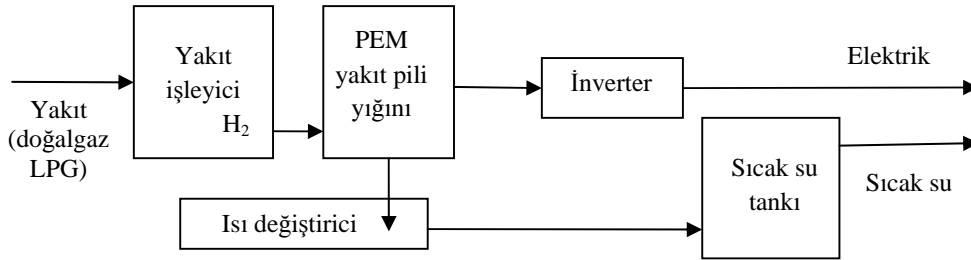 Yakıt
(doğalgaz
LPG)
Yakıt
işleyici
H₂
PEM
yakıt pili
yığını
İnverter
Elektrik
Isı değiştirici
Sıcak su
tankı
Sıcak su